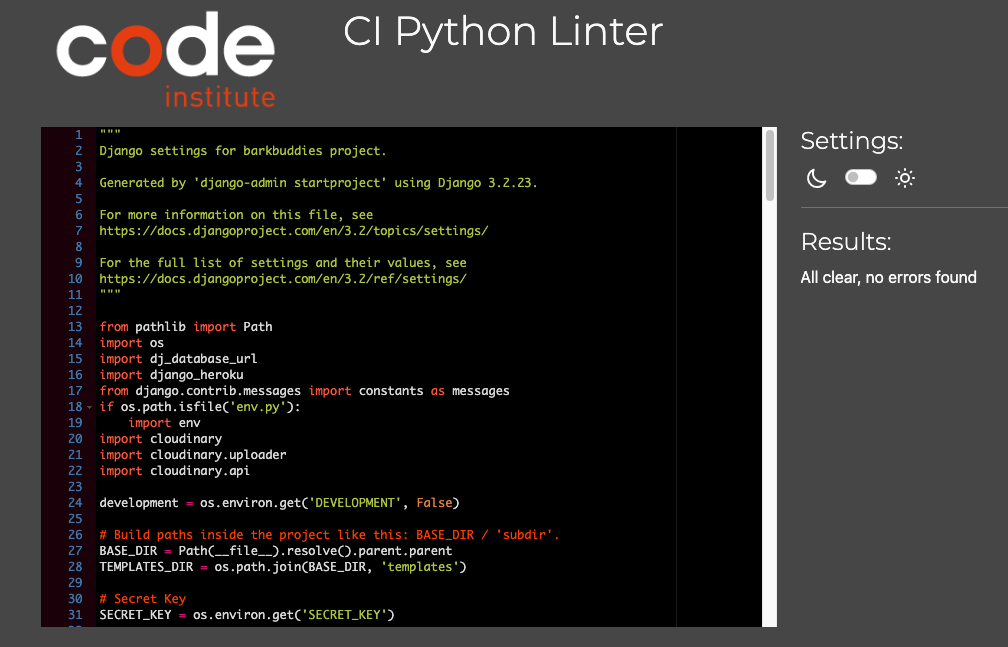 code
institute
CI Python Linter
1 """
2 Django settings for barkbuddies project.
3
4 Generated by 'django-admin startproject' using Django 3.2.23.
5
6 For more information on this file, see
7 https://docs.djangoproject.com/en/3.2/topics/settings/
8
9 For the full list of settings and their values, see
10 https://docs.djangoproject.com/en/3.2/ref/settings/
11 """
12
13 from pathlib import Path
14 import os
15 import dj_database_url
16 import django_heroku
17 from django.contrib.messages import constants as messages
18 if os.path.isfile('env.py'):
19     import env
20 import cloudinary
21 import cloudinary.uploader
22 import cloudinary.api
23
24 development = os.environ.get('DEVELOPMENT', False)
25
26 # Build paths inside the project like this: BASE_DIR / 'subdir'.
27 BASE_DIR = Path(__file__).resolve().parent.parent
28 TEMPLATES_DIR = os.path.join(BASE_DIR, 'templates')
29
30 # Secret Key
31 SECRET_KEY = os.environ.get('SECRET_KEY')
Settings:
Results:
All clear, no errors found